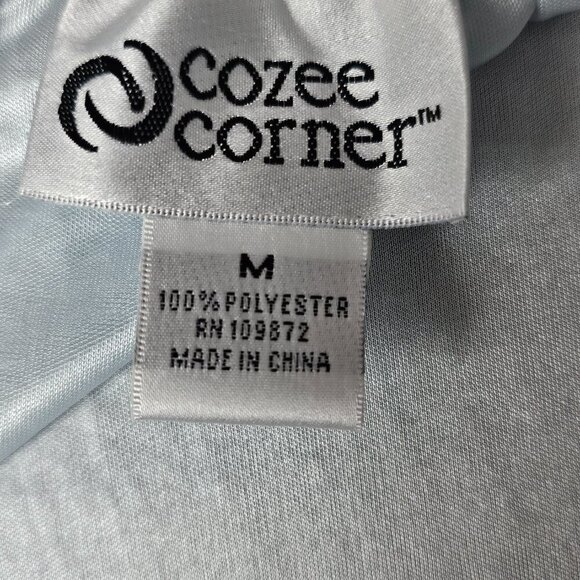 cozee
corner™
M
100% POLYESTER
RN 109872
MADE IN CHINA